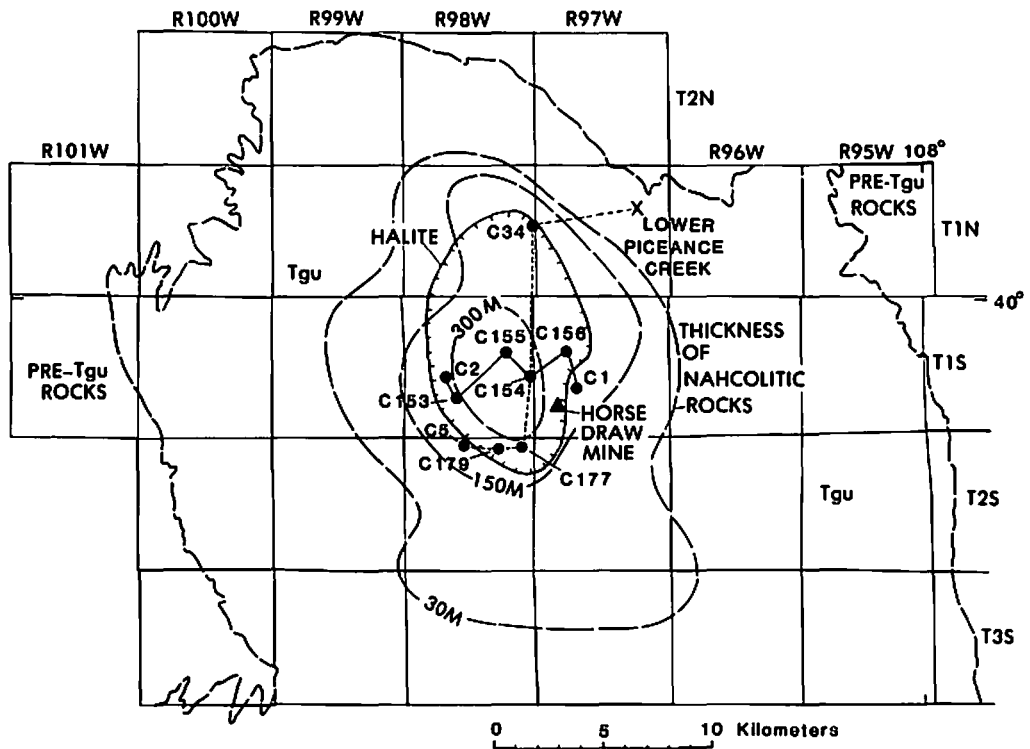 R100W
R99W
R98W
R97W
T2N
R101W
R96W
R95W 108°
PRE-Tgu
ROCKS
C34
X
LOWER
PICEANCE
CREEK
T1N
HALITE
Tgu
40°
300M
C155
C156
THICKNESS
OF
NAHCOLITIC
ROCKS
T1S
PRE-Tgu
ROCKS
C2
C154
C1
C153
HORSE
DRAW
MINE
C5
C179
150M
C177
Tgu
T2S
30M
T3S
0 5 10 Kilometers